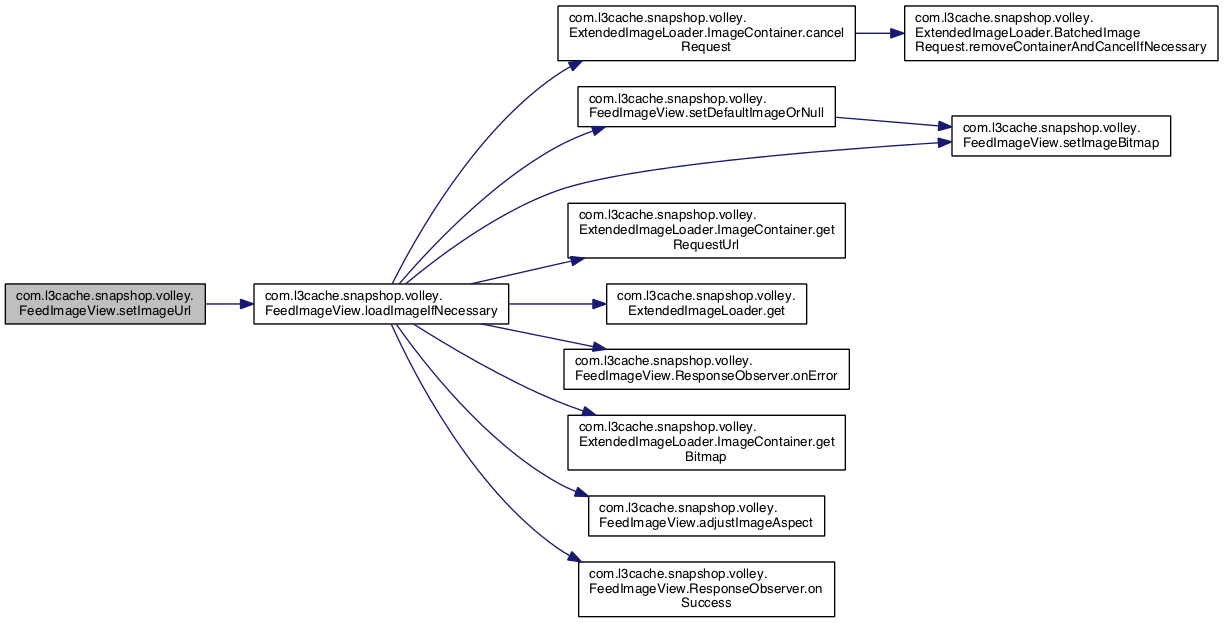 com.l3cache.snapshop.volley.
ExtendedImageLoader.ImageContainer.cancel
Request
com.l3cache.snapshop.volley.
ExtendedImageLoader.BatchedImage
Request.removeContainerAndCancelIfNecessary
com.l3cache.snapshop.volley.
FeedImageView.setDefaultImageOrNull
com.l3cache.snapshop.volley.
FeedImageView.setImageBitmap
com.l3cache.snapshop.volley.
ExtendedImageLoader.ImageContainer.get
RequestUrl
com.l3cache.snapshop.volley.
FeedImageView.setImageUrl
com.l3cache.snapshop.volley.
FeedImageView.loadImageIfNecessary
com.l3cache.snapshop.volley.
ExtendedImageLoader.get
com.l3cache.snapshop.volley.
FeedImageView.ResponseObserver.onError
com.l3cache.snapshop.volley.
ExtendedImageLoader.ImageContainer.get
Bitmap
com.l3cache.snapshop.volley.
FeedImageView.adjustImageAspect
com.l3cache.snapshop.volley.
FeedImageView.ResponseObserver.on
Success